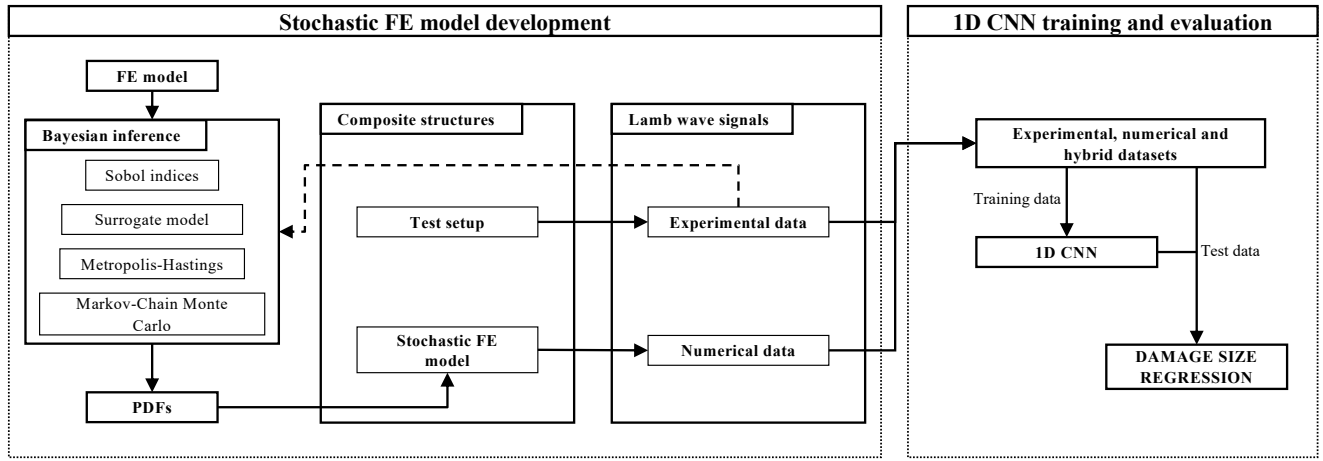 Stochastic FE model development
1D CNN training and evaluation
FE model
Bayesian inference
Sobol indices
Surrogate model
Metropolis-Hastings
Markov-Chain Monte
Carlo
PDFs
Composite structures
Test setup
Stochastic FE
model
Lamb wave signals
Experimental data
Numerical data
Experimental, numerical and
hybrid datasets
Training data
1D CNN
Test data
DAMAGE SIZE
REGRESSION